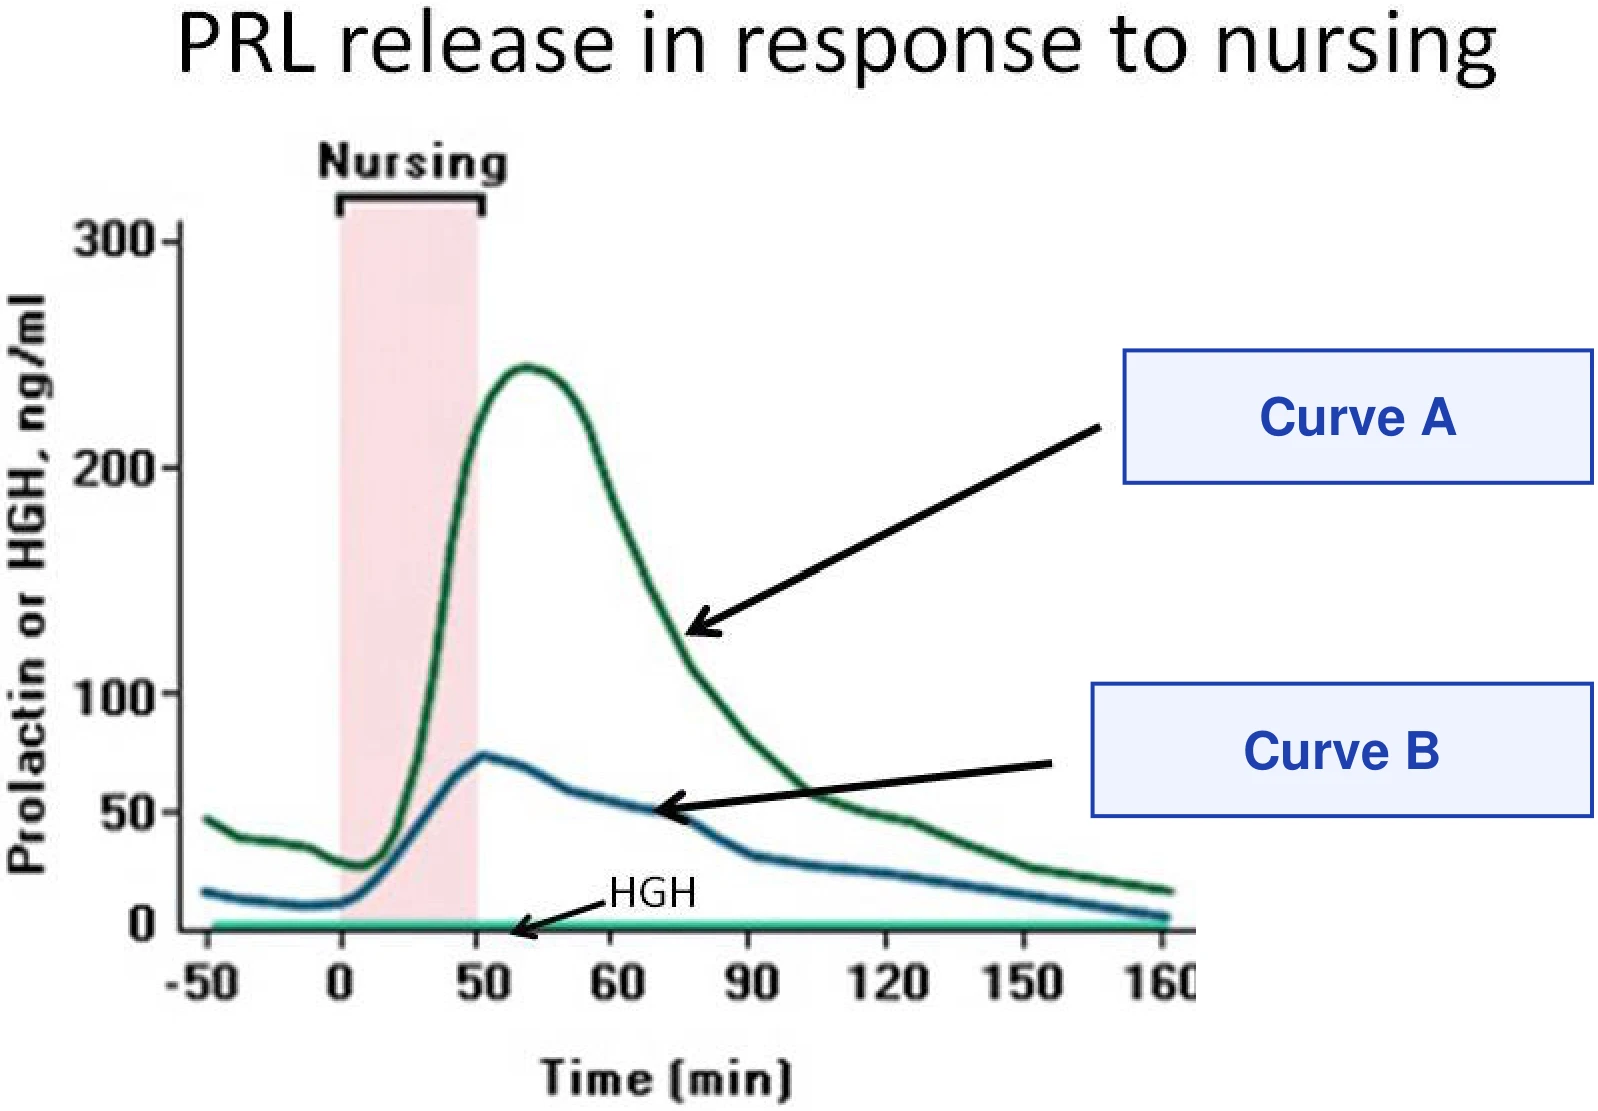 PRL release in response to nursing
Nursing
300
200
100
50
0
Prolactin or HGH, ng/ml
Curve A
Curve B
HGH
-50 0 50 60 90 120 150 160
Time (min)